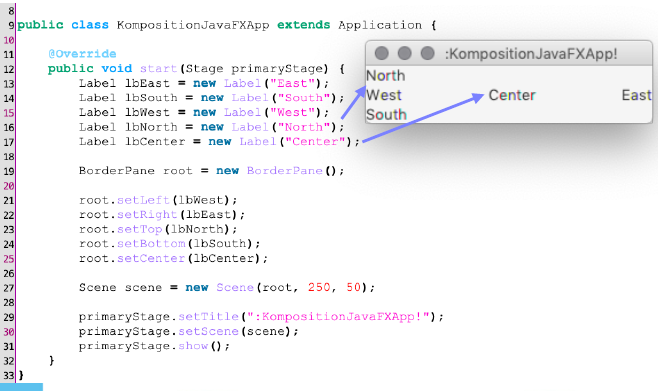 8
9 public class KompositionJavaFXApp extends Application {
10
11     @Override
12     public void start(Stage primaryStage) {
13         Label lbEast = new Label("East");
14         Label lbSouth = new Label("South");
15         Label lbWest = new Label("West");
16         Label lbNorth = new Label("North");
17         Label lbCenter = new Label("Center");
18
19         BorderPane root = new BorderPane();
20
21         root.setLeft(lbWest);
22         root.setRight(lbEast);
23         root.setTop(lbNorth);
24         root.setBottom(lbSouth);
25         root.setCenter(lbCenter);
26
27         Scene scene = new Scene(root, 250, 50);
28
29         primaryStage.setTitle(":KompositionJavaFXApp!");
30         primaryStage.setScene(scene);
31         primaryStage.show();
32     }
33 }
:KompositionJavaFXApp!
North
West Center East
South